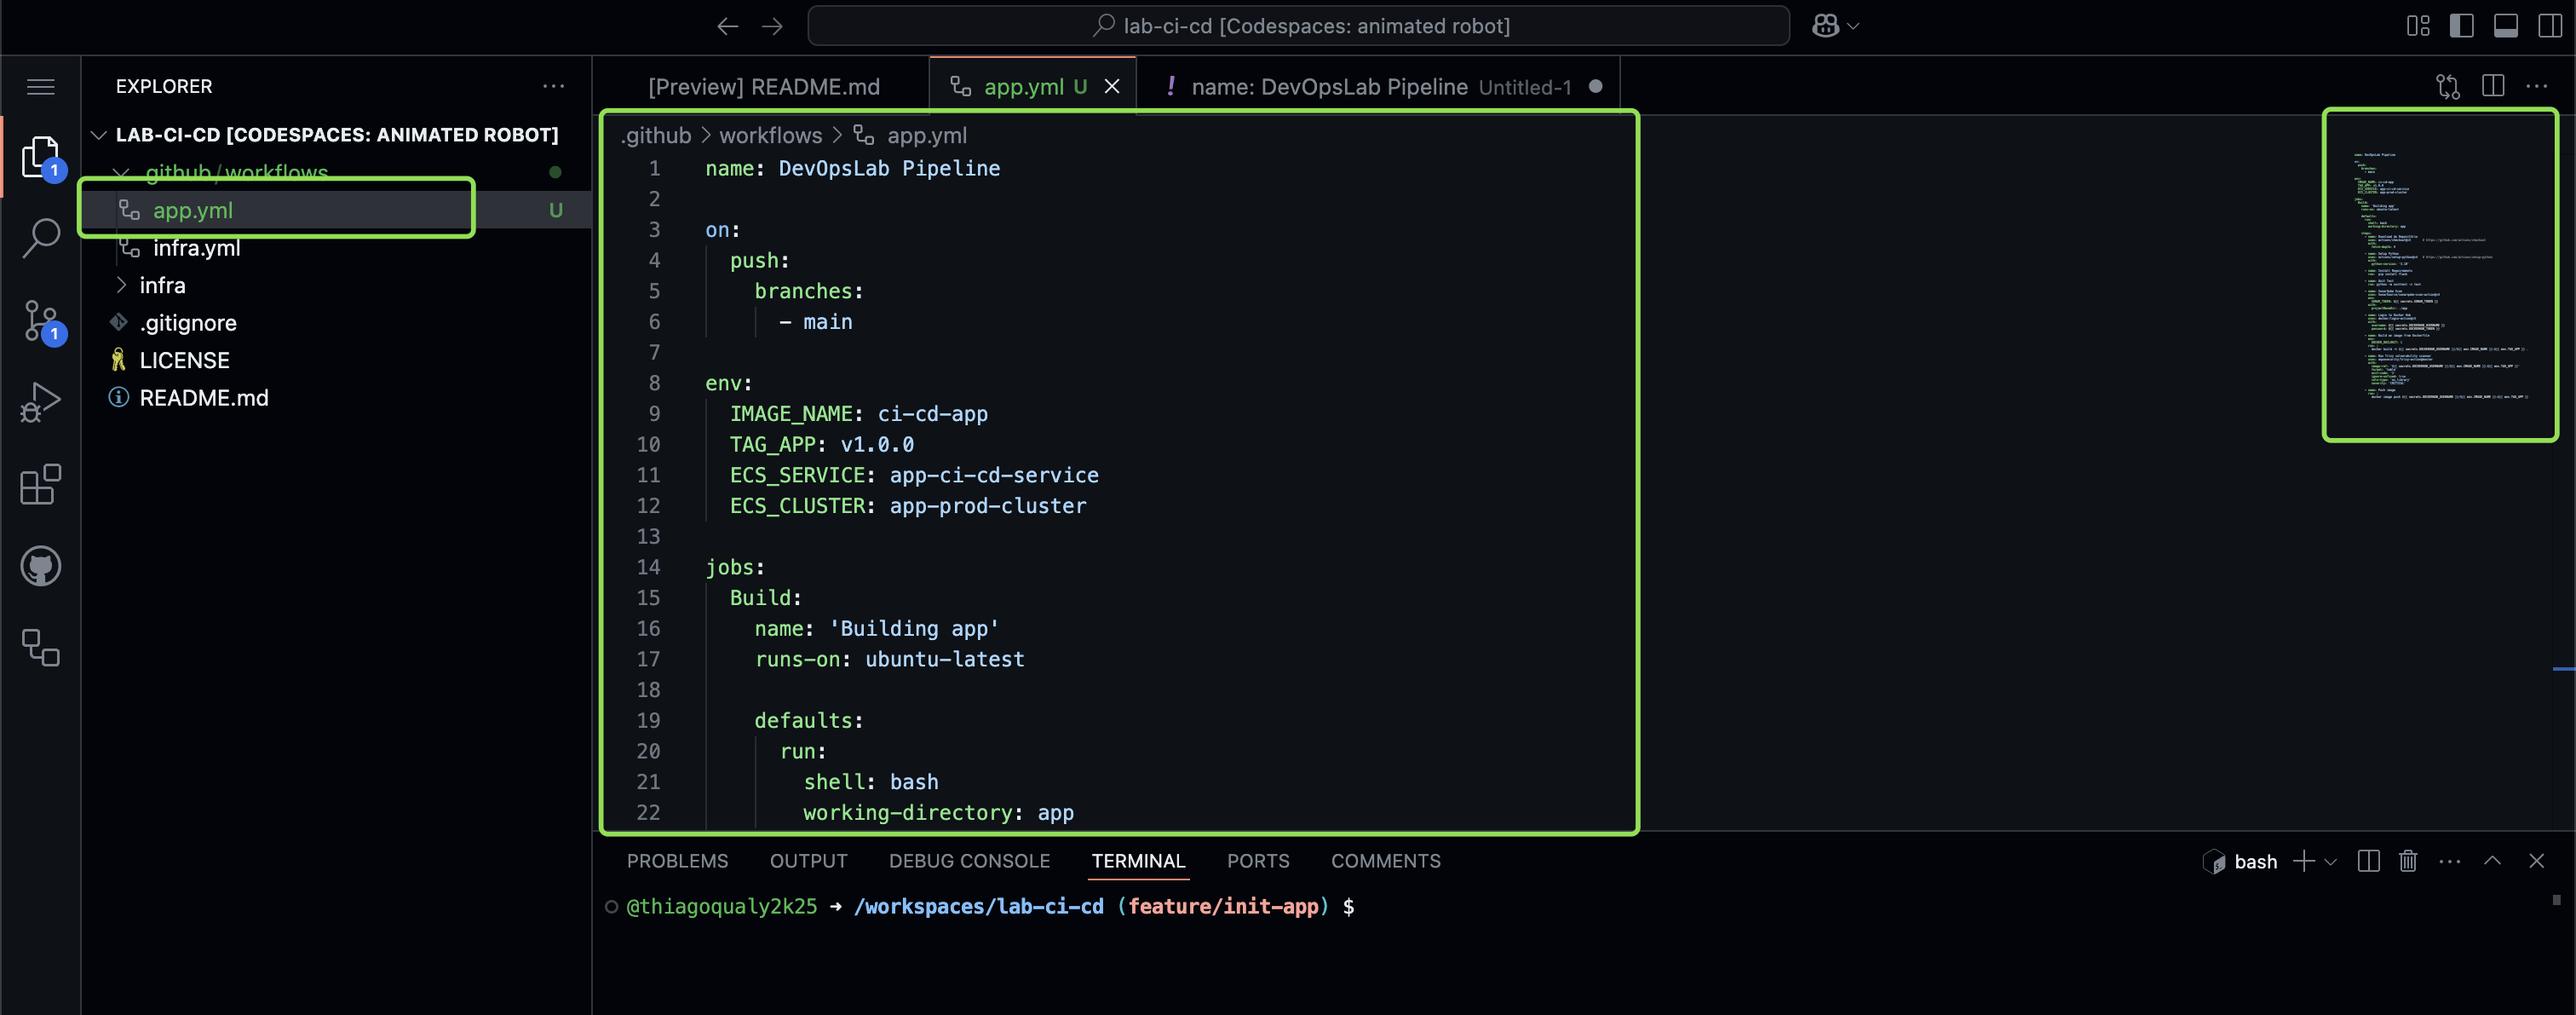 lab-ci-cd [Codespaces: animated robot]
EXPLORER
LAB-CI-CD [CODESPACES: ANIMATED ROBOT]
.github/workflows
app.yml U
infra.yml
infra
.gitignore
LICENSE
README.md
1
1
[Preview] README.md
app.yml U
! name: DevOpsLab Pipeline Untitled-1
.github > workflows > app.yml
1 name: DevOpsLab Pipeline
2
3 on:
4 push:
5 branches:
6 - main
7
8 env:
9 IMAGE_NAME: ci-cd-app
10 TAG_APP: v1.0.0
11 ECS_SERVICE: app-ci-cd-service
12 ECS_CLUSTER: app-prod-cluster
13
14 jobs:
15 Build:
16 name: 'Building app'
17 runs-on: ubuntu-latest
18
19 defaults:
20 run:
21 shell: bash
22 working-directory: app
PROBLEMS OUTPUT DEBUG CONSOLE TERMINAL PORTS COMMENTS
bash
@thiagoqualy2k25 → /workspaces/lab-ci-cd (feature/init-app) $